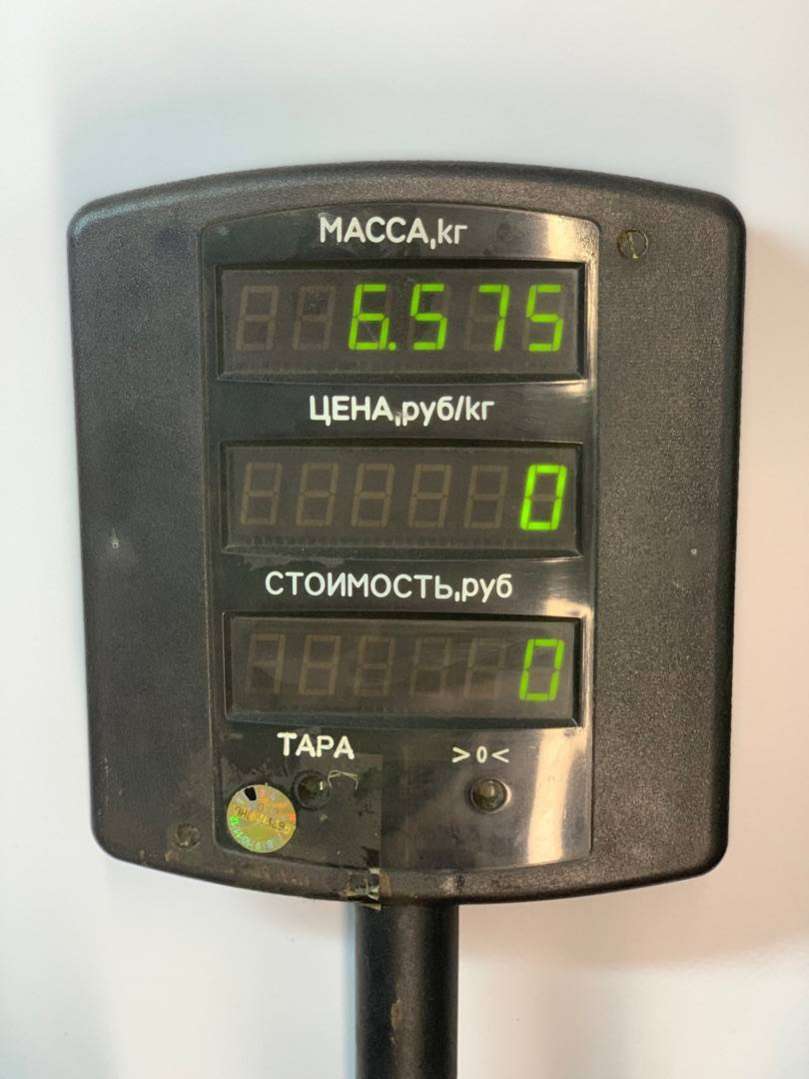 МАССА,кг
6.575
ЦЕНА,руб/кг
0
СТОИМОСТЬ,руб
0
ТАРА >0<